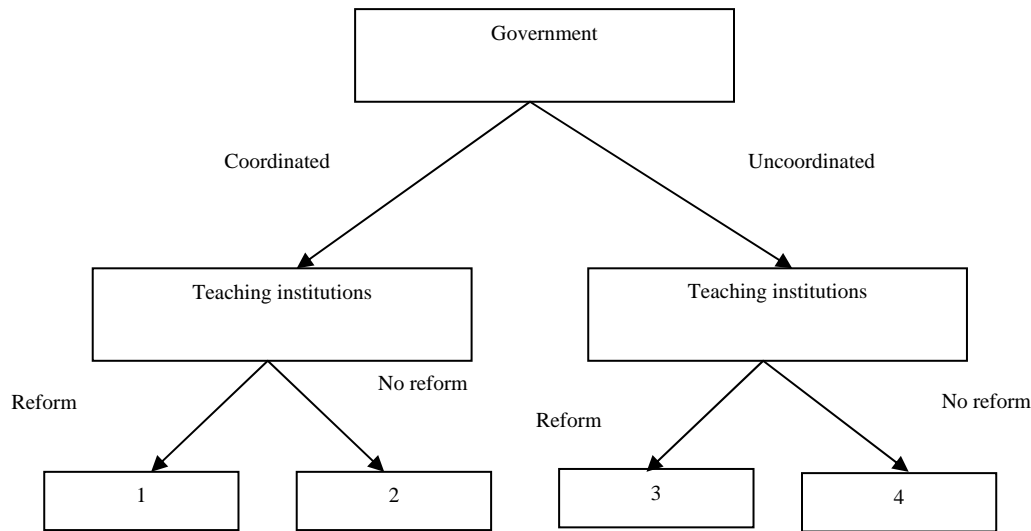 Government
Coordinated
Uncoordinated
Teaching institutions
Teaching institutions
No reform
Reform
No reform
Reform
1
2
3
4